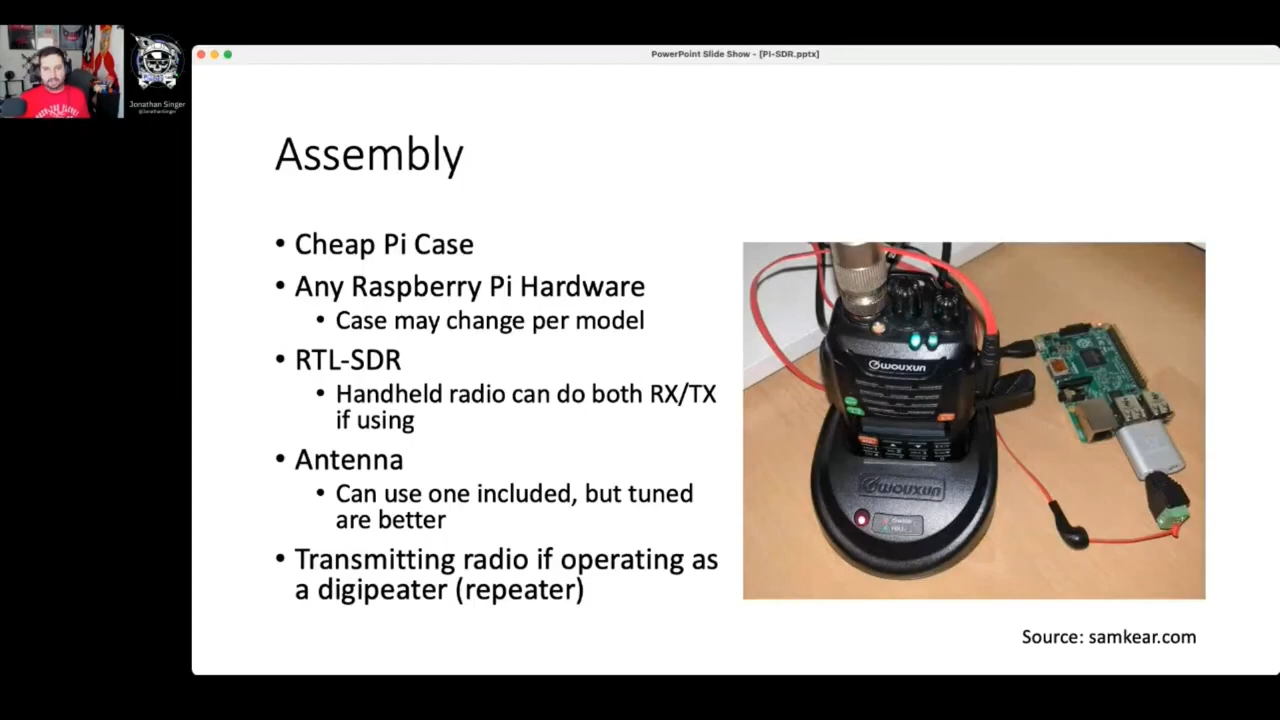 PowerPoint Slide Show - [PI-SDR.pptx]
Jonathan Singer
@JonathanSinger
Assembly
• Cheap Pi Case
• Any Raspberry Pi Hardware
• Case may change per model
• RTL-SDR
• Handheld radio can do both RX/TX
if using
• Antenna
• Can use one included, but tuned
are better
• Transmitting radio if operating as
a digipeater (repeater)
WOUXUN
WOUXUN
Source: samkear.com